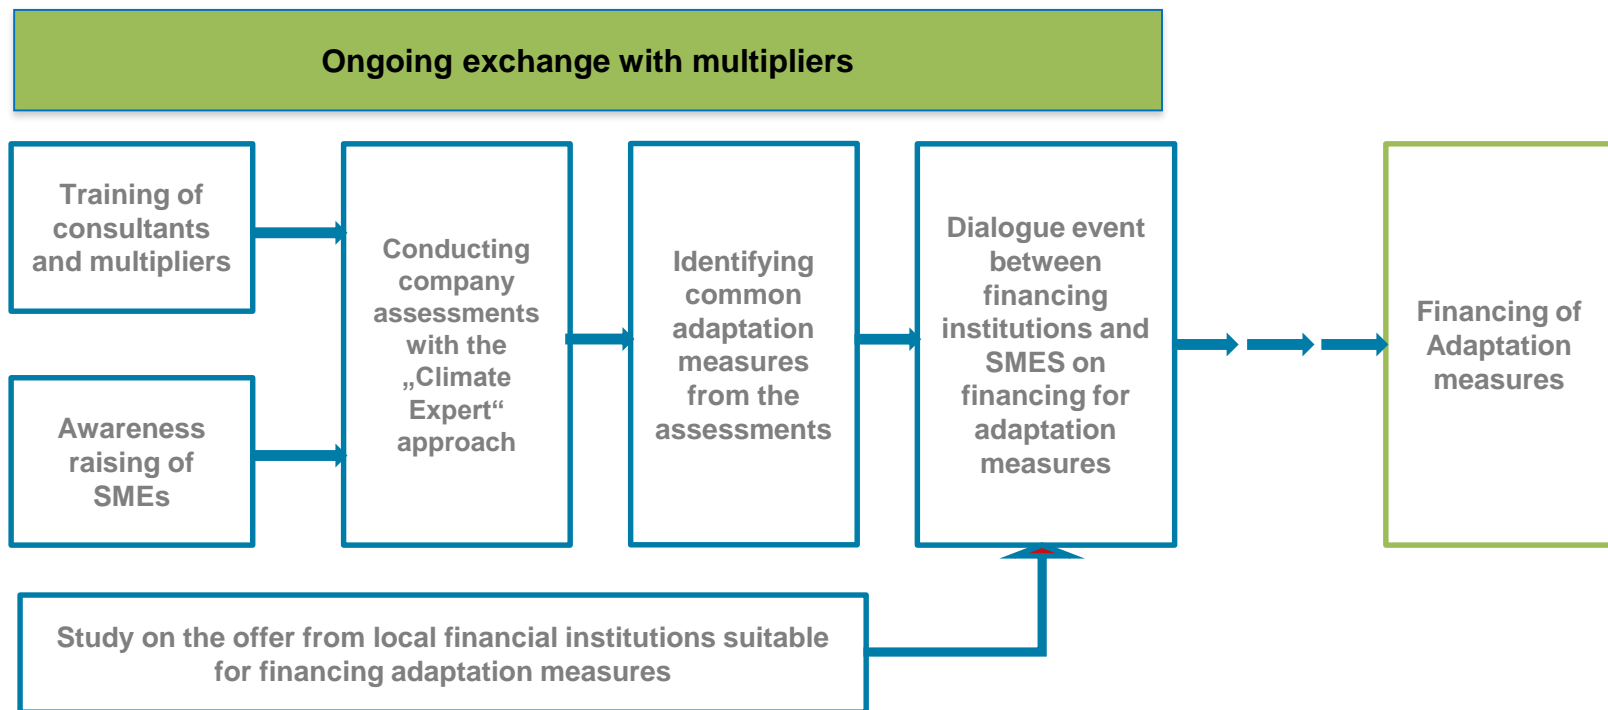 Ongoing exchange with multipliers
Training of
consultants
and multipliers
Awareness
raising of
SMEs
Conducting
company
assessments
with the
„Climate
Expert“
approach
Identifying
common
adaptation
measures
from the
assessments
Dialogue event
between
financing
institutions and
SMES on
financing for
adaptation
measures
Financing of
Adaptation
measures
Study on the offer from local financial institutions suitable
for financing adaptation measures